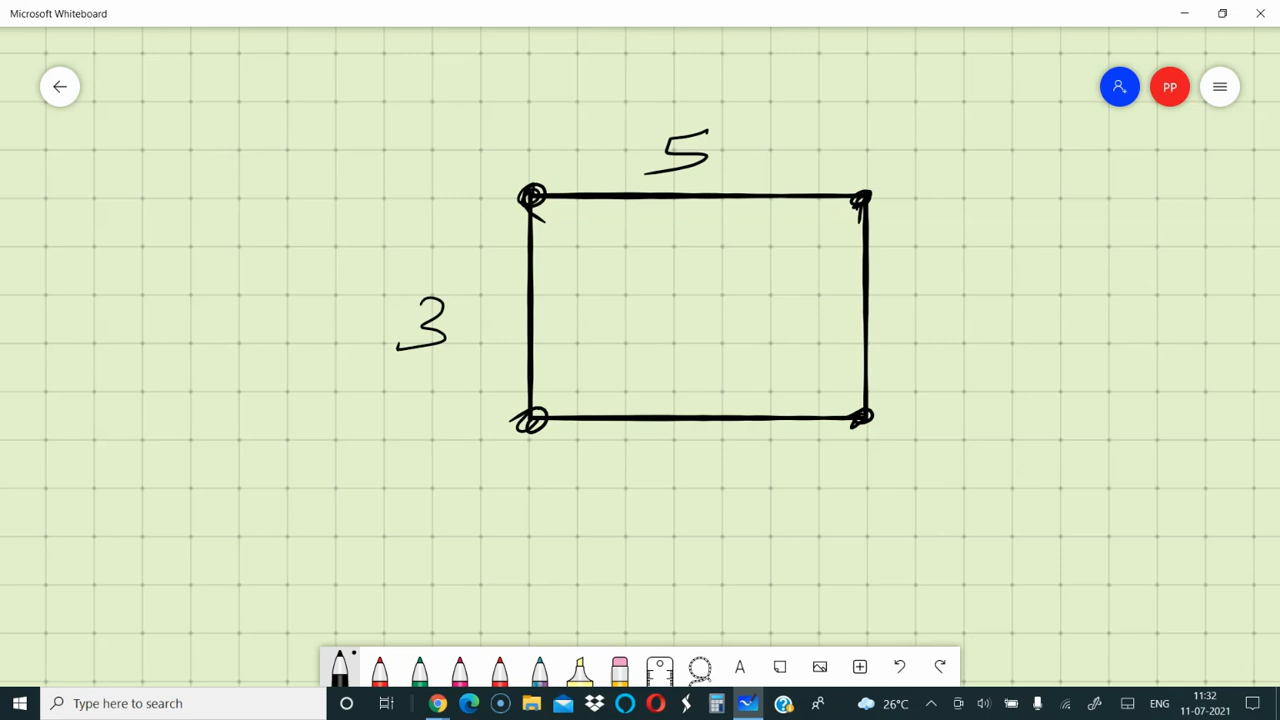 Microsoft Whiteboard
PP
5
3
A
Type here to search
26°C
ENG
11:32
11-07-2021